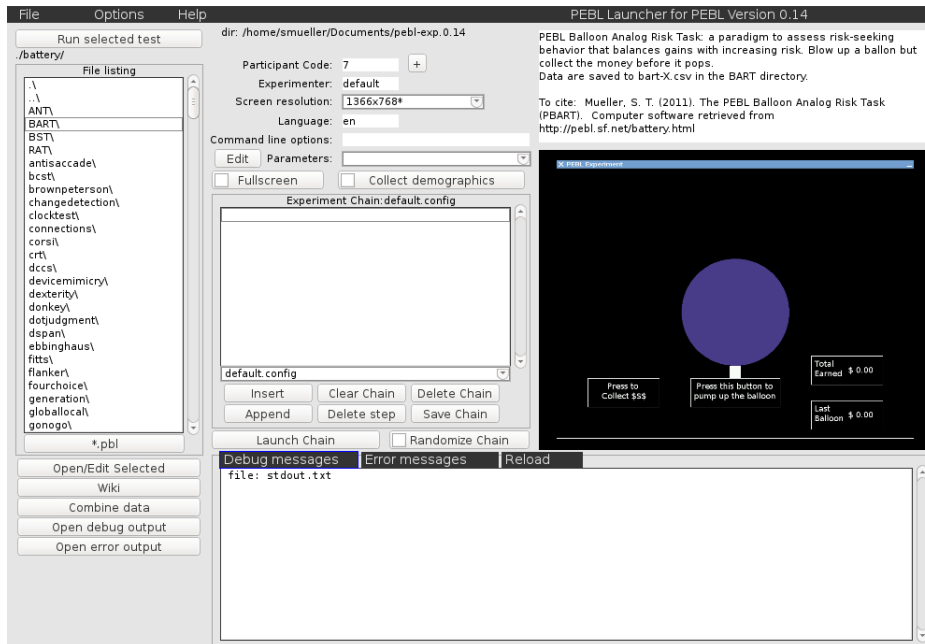 File Options Help PEBL Launcher for PEBL Version 0.14
Run selected test
./battery/
File listing
.\
..\
ANT\
BART\
BST\
RAT\
antisaccade\
bcst\
brownpeterson\
changedetection\
clocktest\
connections\
corsi\
crt\
dccs\
devicemimicry\
dexterity\
donkey\
dotjudgment\
dspan\
ebbinghaus\
fitts\
flanker\
fourchoice\
generation\
globallocal\
gonogo\
*.pbl
Open/Edit Selected
Wiki
Combine data
Open debug output
Open error output
dir: /home/smueller/Documents/pebl-exp.0.14
Participant Code: 7 +
Experimenter: default
Screen resolution: 1366x768*
Language: en
Command line options:
Edit Parameters:
Fullscreen Collect demographics
Experiment Chain:default.config
default.config
Insert Clear Chain Delete Chain
Append Delete step Save Chain
Launch Chain Randomize Chain
PEBL Balloon Analog Risk Task: a paradigm to assess risk-seeking
behavior that balances gains with increasing risk. Blow up a ballon but
collect the money before it pops.
Data are saved to bart-X.csv in the BART directory.
To cite: Mueller, S. T. (2011). The PEBL Balloon Analog Risk Task
(PBART). Computer software retrieved from
http://pebl.sf.net/battery.html
X PEBL Experiment
Press to
Collect $$$
Press this button to
pump up the balloon
Total
Earned $ 0.00
Last
Balloon $ 0.00
Debug messages Error messages Reload
file: stdout.txt